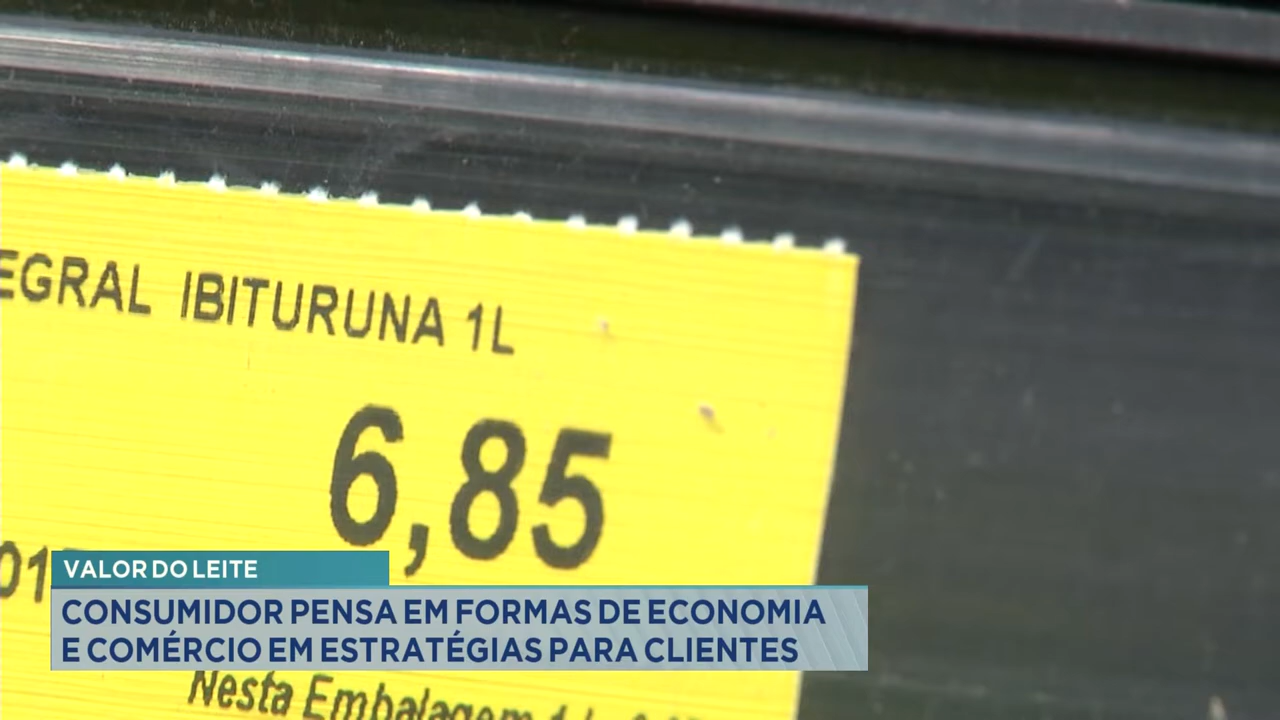 EGRAL IBITURUNA 1L
6,85
VALOR DO LEITE
CONSUMIDOR PENSA EM FORMAS DE ECONOMIA
E COMÉRCIO EM ESTRATÉGIAS PARA CLIENTES
Nesta Embalagem